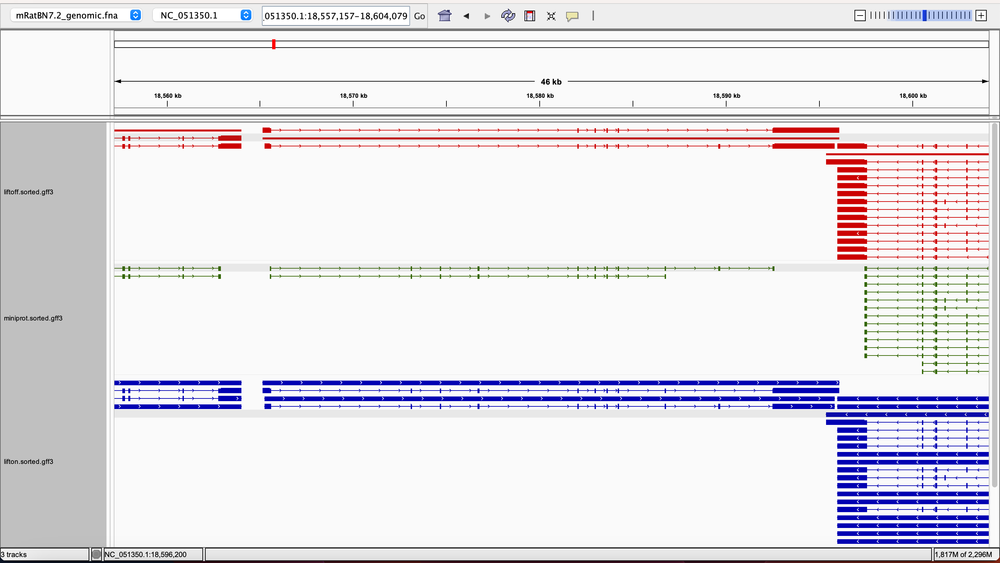 mRatBN7.2_genomic.fna NC_051350.1 .051350.1:18,557,157-18,604,079 Go
46 kb
18,560 kb 18,570 kb 18,580 kb 18,590 kb 18,600 kb
liftoff.sorted.gff3
miniprot.sorted.gff3
lifton.sorted.gff3
3 tracks NC_051350.1:18,596,200 1,817M of 2,296M